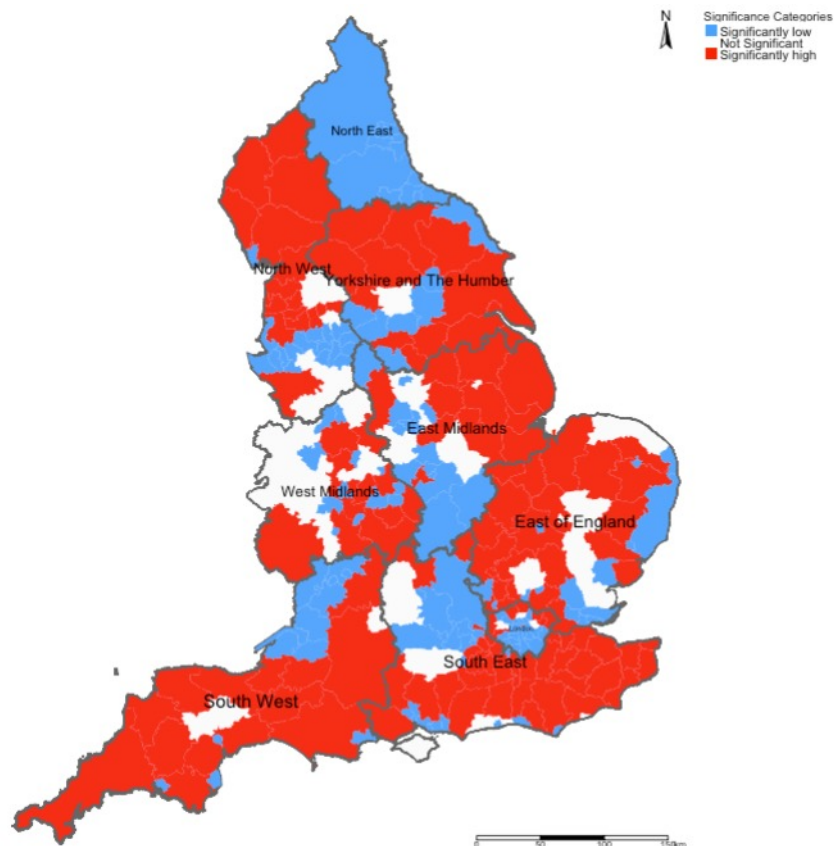 N
Significance Categories
Significantly low
Not Significant
Significantly high
North East
North West
Yorkshire and The Humber
East Midlands
West Midlands
East of England
London
South East
South West
0 50 100 150km